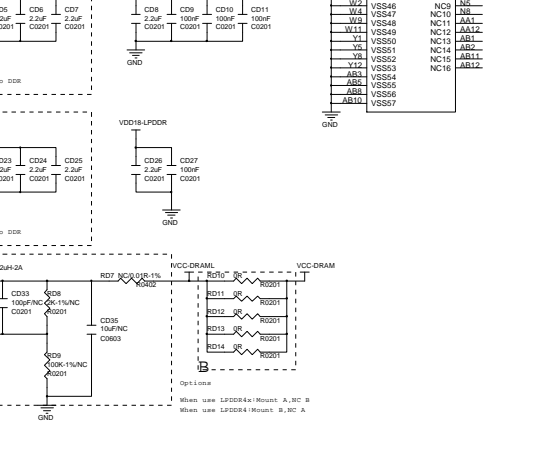 D5 CD6 CD7
2uF 2.2uF 2.2uF
0201 C0201 C0201
CD8 CD9 CD10 CD11
2.2uF 100nF 100nF 100nF
C0201 C0201 C0201 C0201
GND
o DDR
W2 VSS46
W4 VSS47
W9 VSS48
W11 VSS49
Y1 VSS50
Y5 VSS51
Y8 VSS52
Y12 VSS53
AB3 VSS54
AB5 VSS55
AB8 VSS56
AB10 VSS57
NC9 N5
NC10 N8
NC11 AA1
NC12 AA12
NC13 AB1
NC14 AB2
NC15 AB11
NC16 AB12
GND
VDD18-LPDDR
D23 CD24 CD25
2uF 2.2uF 2.2uF
0201 C0201 C0201
CD26 CD27
2.2uF 100nF
C0201 C0201
GND
o DDR
2uH-2A
CD33
100pF/NC
C0201
RD8
2K-1%/NC
R0201
RD9
100K-1%/NC
R0201
CD35
10uF/NC
C0603
GND
RD7 NC/0.01R-1%
R0402
VCC-DRAML
VCC-DRAM
RD10 0R
R0201
RD11 0R
R0201
RD12 0R
R0201
RD13 0R
R0201
RD14 0R
R0201
B
Options
When use LPDDR4x:Mount A,NC B
When use LPDDR4:Mount B,NC A